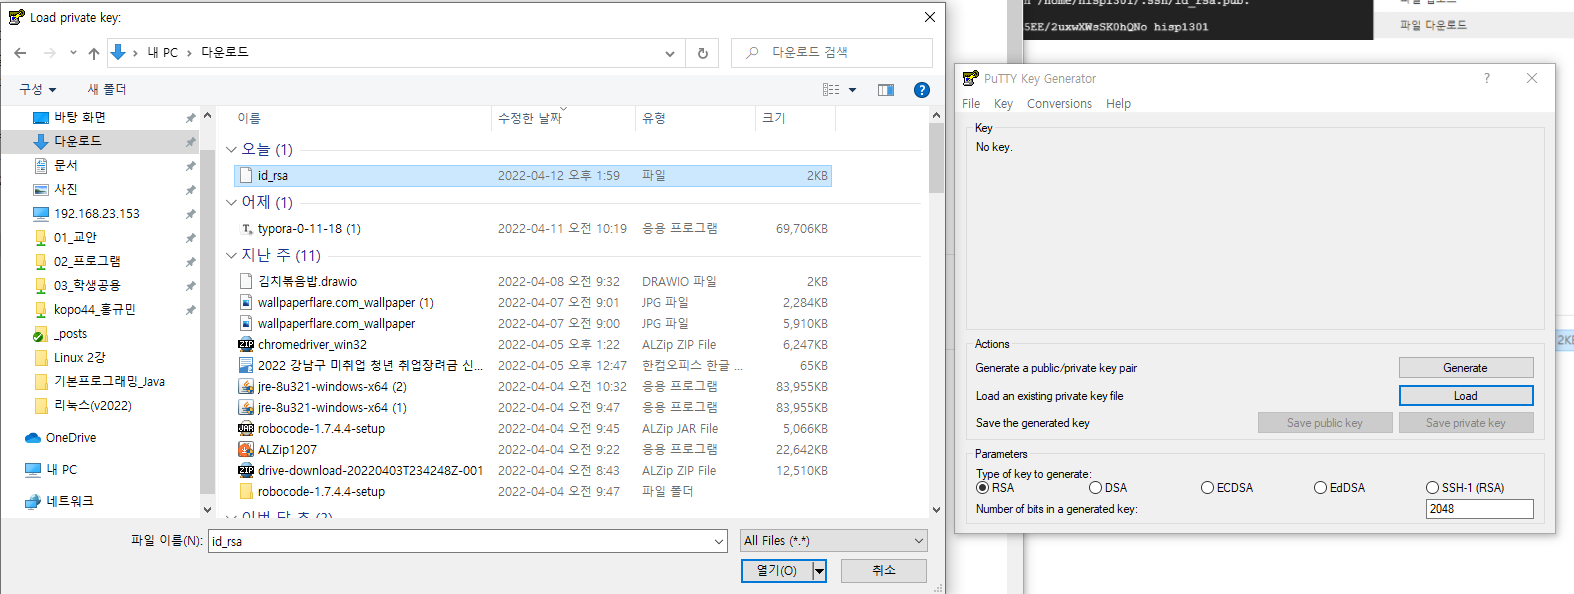 Load private key:
내 PC > 다운로드
다운로드 검색
구성
새 폴더
바탕 화면
다운로드
문서
사진
192.168.23.153
01_교안
02_프로그램
03_학생공용
kopo44_홍규민
_posts
Linux 2강
기본프로그래밍_Java
리눅스(v2022)
OneDrive
내 PC
네트워크
이름 수정한 날짜 유형 크기
오늘 (1)
id_rsa 2022-04-12 오후 1:59 파일 2KB
어제 (1)
typora-0-11-18 (1) 2022-04-11 오전 10:19 응용 프로그램 69,706KB
지난 주 (11)
김치볶음밥.drawio 2022-04-08 오전 9:32 DRAWIO 파일 2KB
wallpaperflare.com_wallpaper (1) 2022-04-07 오전 9:01 JPG 파일 2,284KB
wallpaperflare.com_wallpaper 2022-04-07 오전 9:00 JPG 파일 5,910KB
chromedriver_win32 2022-04-05 오후 1:22 ALZip ZIP File 6,247KB
2022 강남구 미취업 청년 취업장려금 신... 2022-04-05 오후 12:47 한컴오피스 한글 ... 65KB
jre-8u321-windows-x64 (2) 2022-04-04 오전 10:32 응용 프로그램 83,955KB
jre-8u321-windows-x64 (1) 2022-04-04 오전 9:47 응용 프로그램 83,955KB
robocode-1.7.4.4-setup 2022-04-04 오전 9:45 ALZip JAR File 5,066KB
ALZip1207 2022-04-04 오전 9:22 응용 프로그램 22,642KB
drive-download-20220403T234248Z-001 2022-04-04 오전 8:43 ALZip ZIP File 12,510KB
robocode-1.7.4.4-setup 2022-04-04 오전 9:47 파일 폴더
파일 이름(N): id_rsa
All Files (*.*)
열기(O) 취소
/home/hisp1301/.ssh/id_rsa.pub.
5EE/2uxwXWsSK0hQNo hisp1301
파일 다운로드
PuTTY Key Generator
File Key Conversions Help
Key
No key.
Actions
Generate a public/private key pair Generate
Load an existing private key file Load
Save the generated key Save public key Save private key
Parameters
Type of key to generate:
RSA DSA ECDSA EdDSA SSH-1 (RSA)
Number of bits in a generated key: 2048
2KB